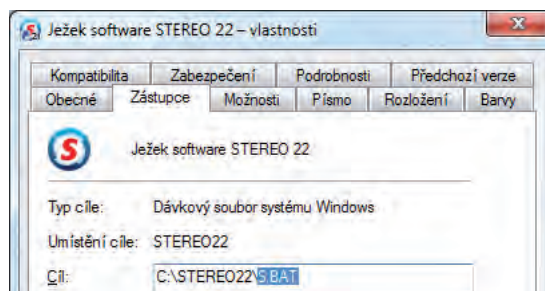 Ježek software STEREO 22 – vlastnosti
Kompatibilita Zabezpečení Podrobnosti Předchozí verze
Obecné Zástupce Možnosti Písmo Rozložení Barvy
S Ježek software STEREO 22
Typ cíle: Dávkový soubor systému Windows
Umístění cíle: STEREO22
Cíl: C:\STEREO22\S.BAT